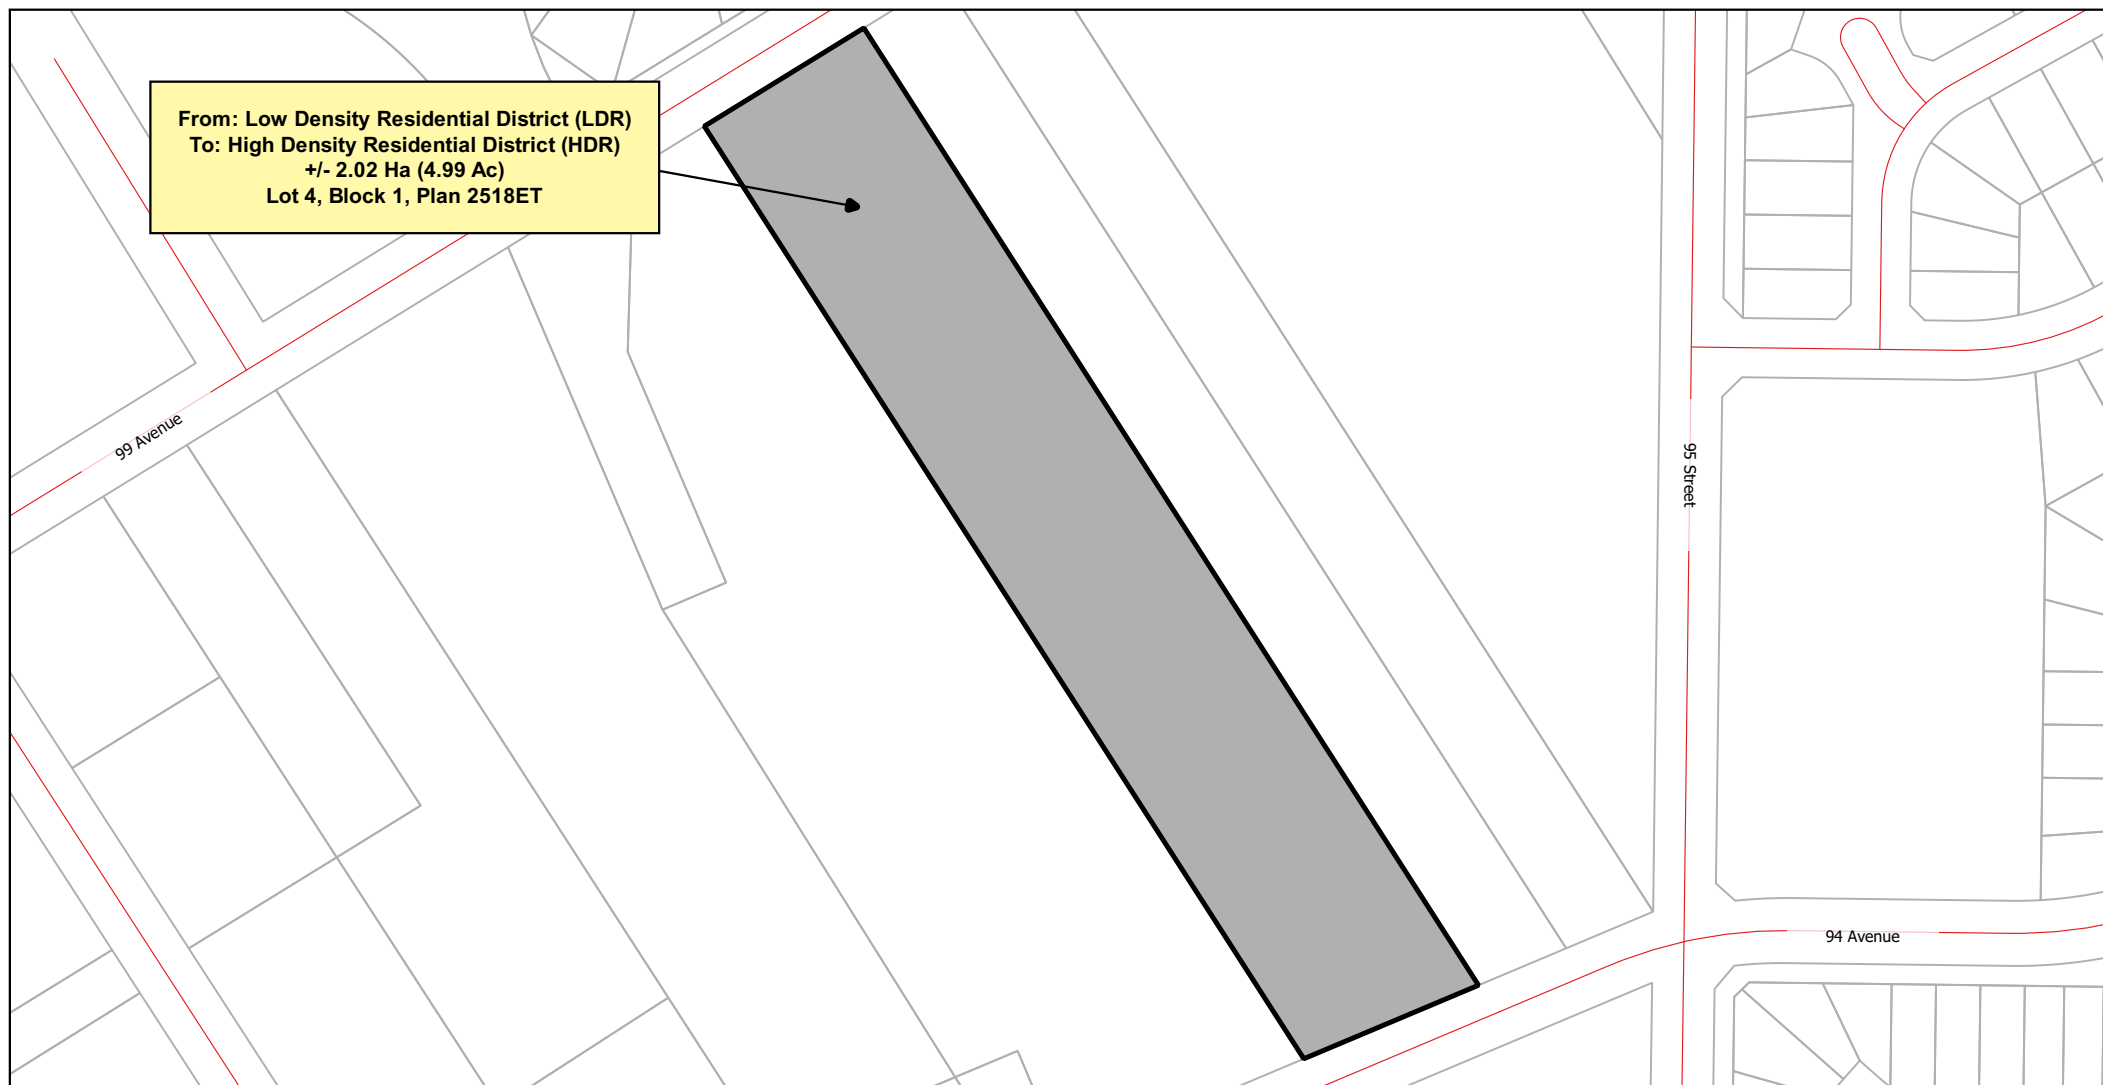 From: Low Density Residential District (LDR)
To: High Density Residential District (HDR)
+/- 2.02 Ha (4.99 Ac)
Lot 4, Block 1, Plan 2518ET
99 Avenue
95 Street
94 Avenue